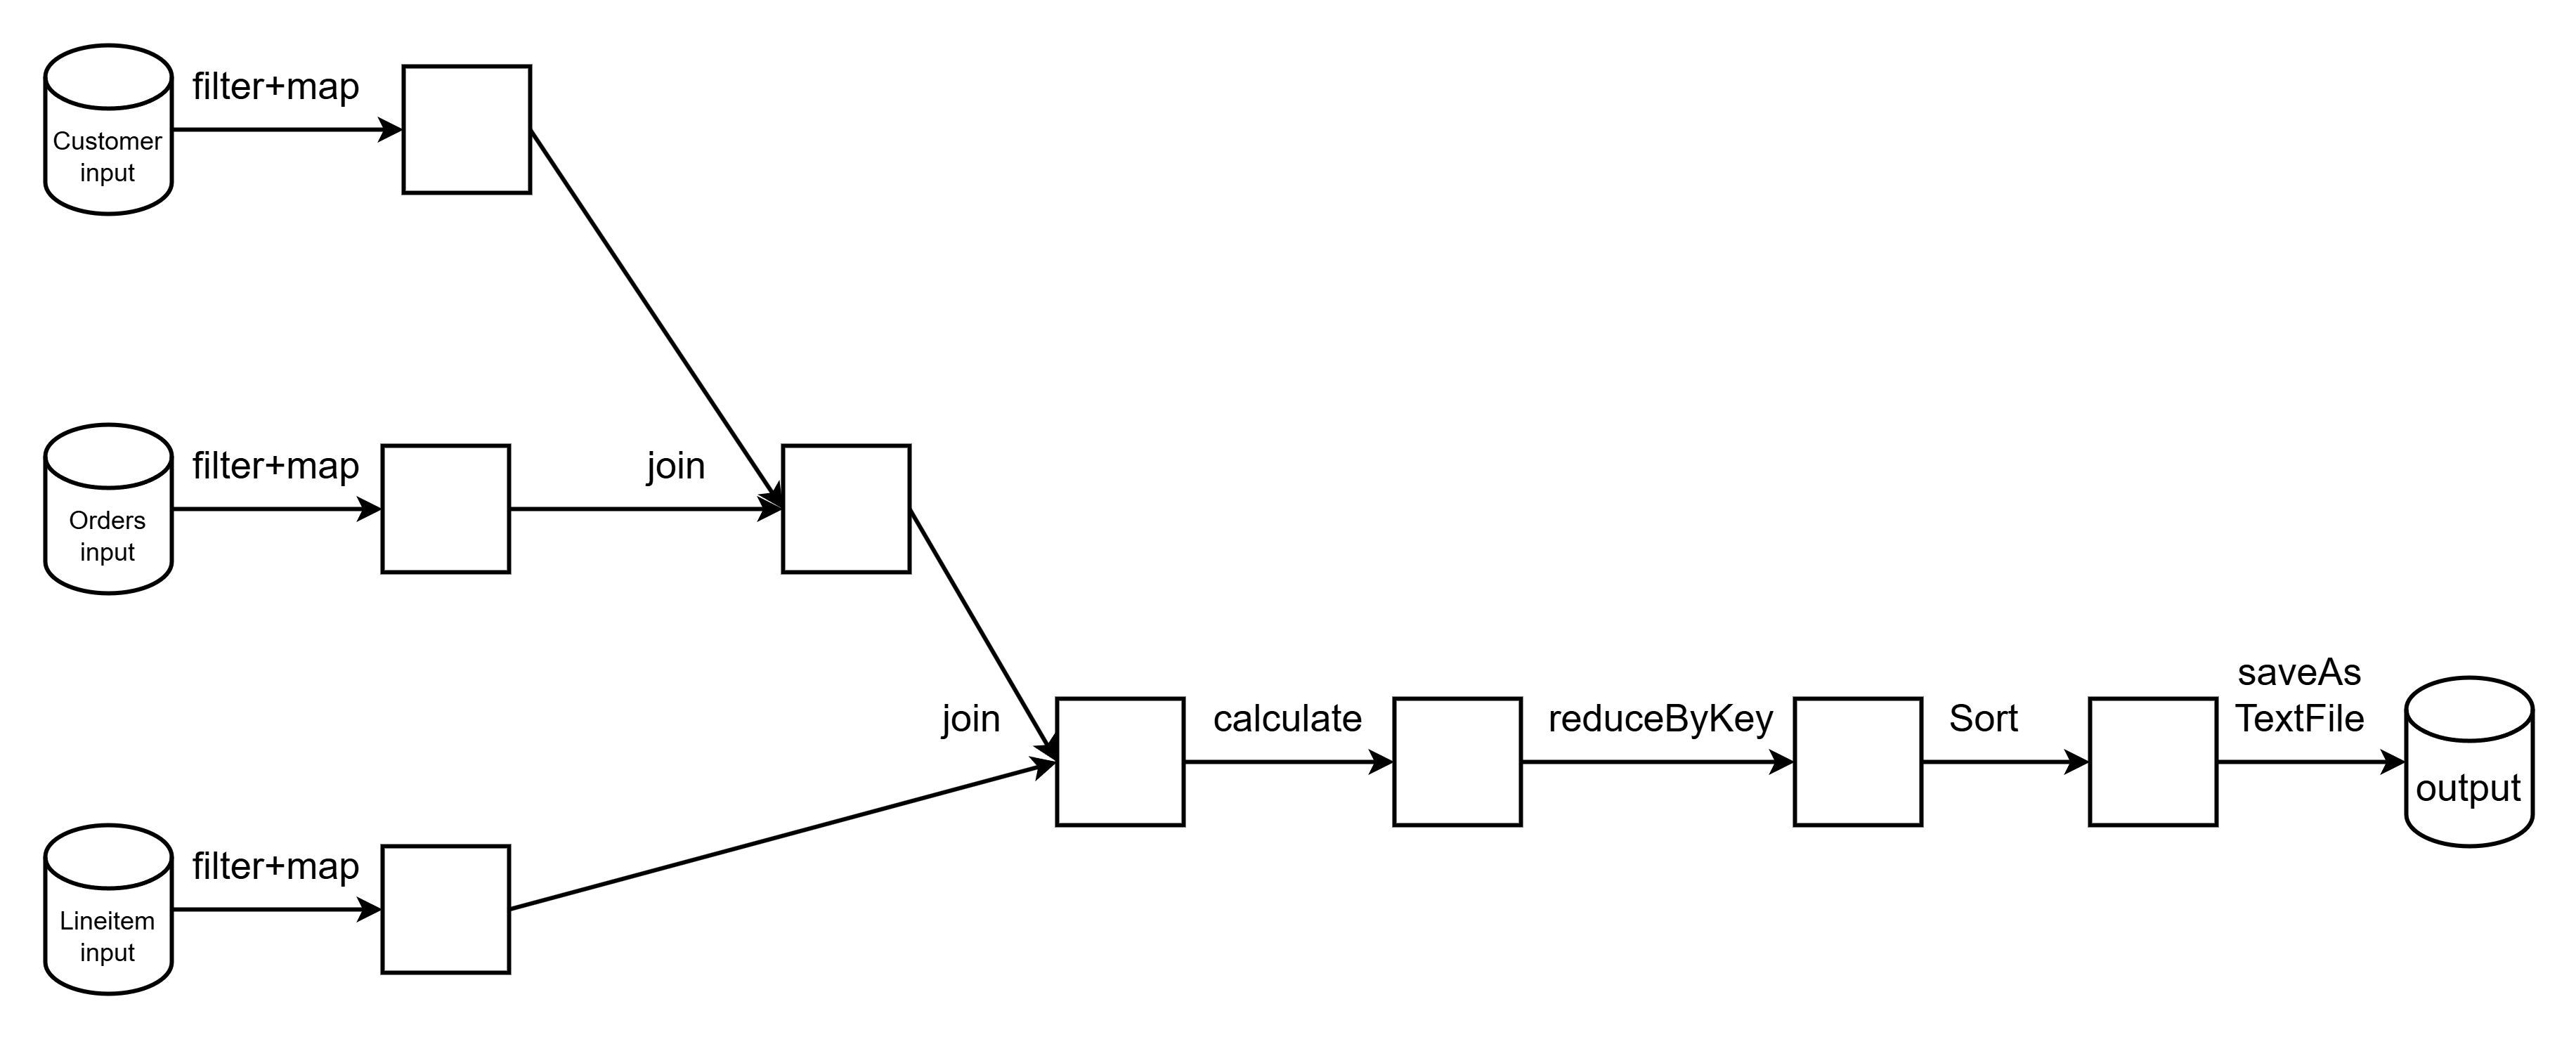 filter+map
Customer
input
filter+map
join
Orders
input
saveAs
TextFile
join
calculate
reduceByKey
Sort
output
filter+map
Lineitem
input